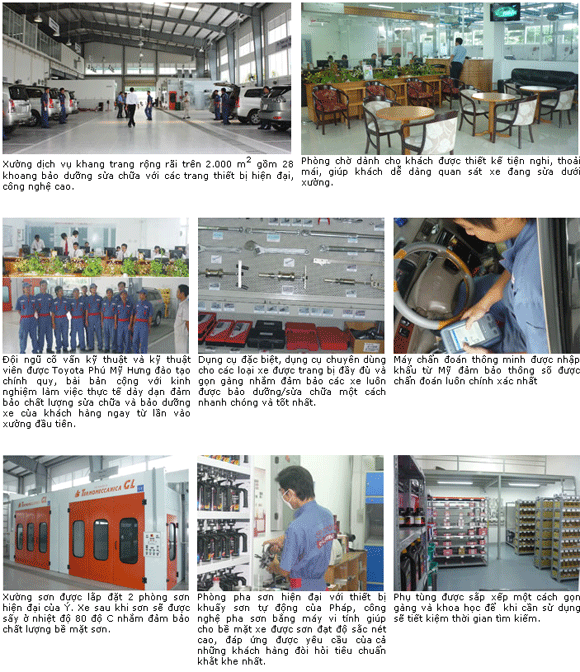 Xưởng dịch vụ khang trang rộng rãi trên 2.000 m2 gồm 28
khoang bảo dưỡng sửa chữa với các trang thiết bị hiện đại,
công nghệ cao.
Phòng chờ dành cho khách được thiết kế tiện nghi, thoải
mái, giúp khách dễ dàng quan sát xe đang sửa dưới
xưởng.
Đội ngũ cố vấn kỹ thuật và kỹ thuật
viên được Toyota Phú Mỹ Hưng đào tạo
chính quy, bài bản cộng với kinh
nghiệm làm việc thực tế dày dạn đảm
bảo chất lượng sửa chữa và bảo dưỡng
xe của khách hàng ngay từ lần vào
xưởng đầu tiên.
Dụng cụ đặc biệt, dụng cụ chuyên dùng
cho các loại xe được trang bị đầy đủ và
gọn gàng nhằm đảm bảo các xe luôn
được bảo dưỡng/sửa chữa một cách
nhanh chóng và tốt nhất.
Máy chẩn đoán thông minh được nhập
khẩu từ Mỹ đảm bảo thông số được
chẩn đoán luôn chính xác nhất
TERMOMECCANICA GL
Xưởng sơn được lắp đặt 2 phòng sơn
hiện đại của Ý. Xe sau khi sơn sẽ được
sấy ở nhiệt độ 80 độ C nhằm đảm bảo
chất lượng bề mặt sơn.
Phòng pha sơn hiện đại với thiết bị
khuấy sơn tự động của Pháp, công
nghệ pha sơn bằng máy vi tính giúp
cho bề mặt xe được sơn đạt độ sắc nét
cao, đáp ứng được yêu cầu của cả
những khách hàng đòi hỏi tiêu chuẩn
khắt khe nhất.
Phụ tùng được sắp xếp một cách gọn
gàng và khoa học để khi cần sử dụng
sẽ tiết kiệm thời gian tìm kiếm.